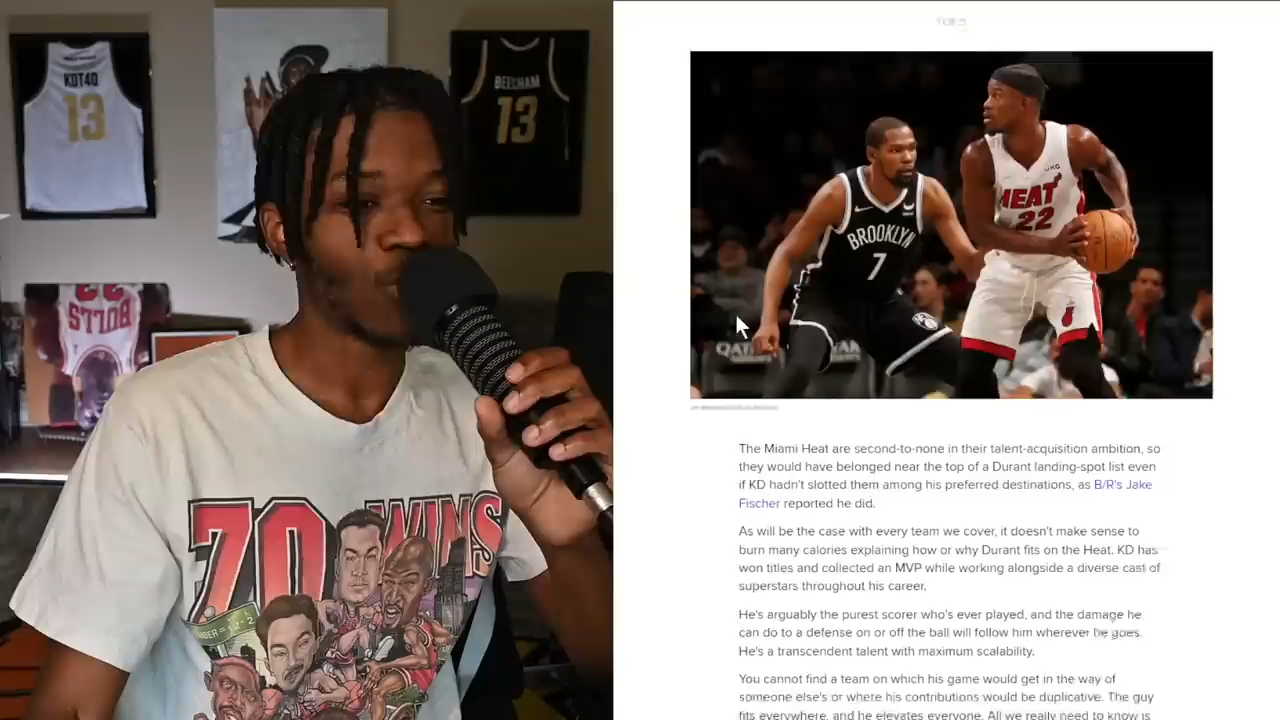 KOT4Q
13
BEECHAM
13
BULLS
70 WINS
BROOKLYN
7
HEAT
22
The Miami Heat are second-to-none in their talent-acquisition ambition, so
they would have belonged near the top of a Durant landing-spot list even
if KD hadn't slotted them among his preferred destinations, as B/R's Jake
Fischer reported he did.
As will be the case with every team we cover, it doesn't make sense to
burn many calories explaining how or why Durant fits on the Heat. KD has
won titles and collected an MVP while working alongside a diverse cast of
superstars throughout his career.
He's arguably the purest scorer who's ever played, and the damage he
can do to a defense on or off the ball will follow him wherever he goes.
He's a transcendent talent with maximum scalability.
You cannot find a team on which his game would get in the way of
someone else's or where his contributions would be duplicative. The guy
fits everywhere, and he elevates everyone. All we really need to know is